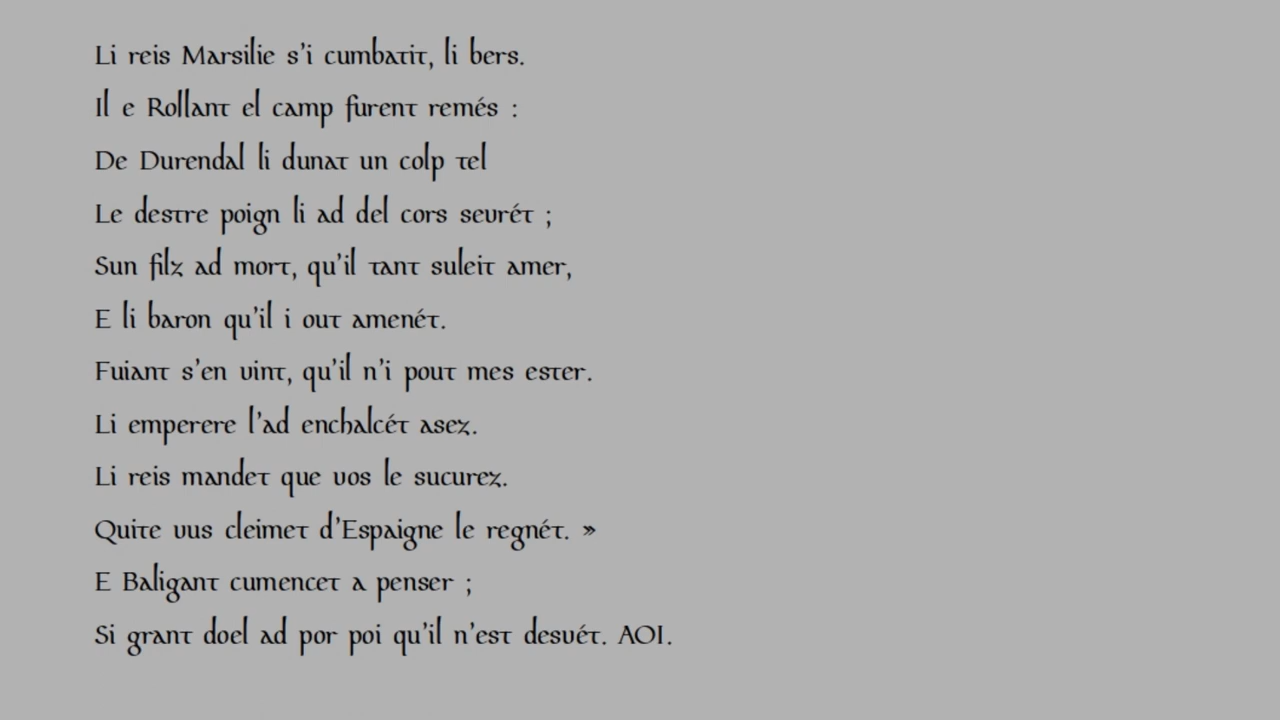 Li reis Marsilie s’i cumbatit, li bers.
Il e Rollant el camp furent remés :
De Durendal li dunat un colp tel
Le destre poign li ad del cors sevrét ;
Sun filz ad mort, qu’il tant suleit amer,
E li baron qu’il i out amenét.
Fuiant s’en vint, qu’il n’i pout mes ester.
Li emperere l’ad enchalcét asez.
Li reis mandet que vos le sucurez.
Quite vus cleimet d’Espaigne le regnét. »
E Baligant cumencet a penser ;
Si grant doel ad por poi qu’il n’est desvét. AOI.